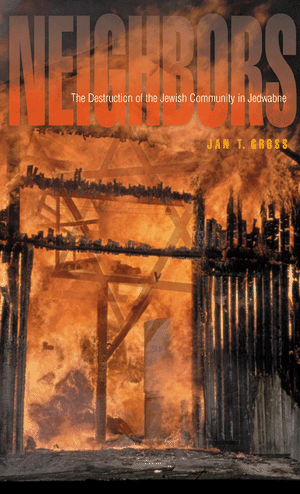 NEIGHBORS
The Destruction of the Jewish Community in Jedwabne
JAN T. GROSS